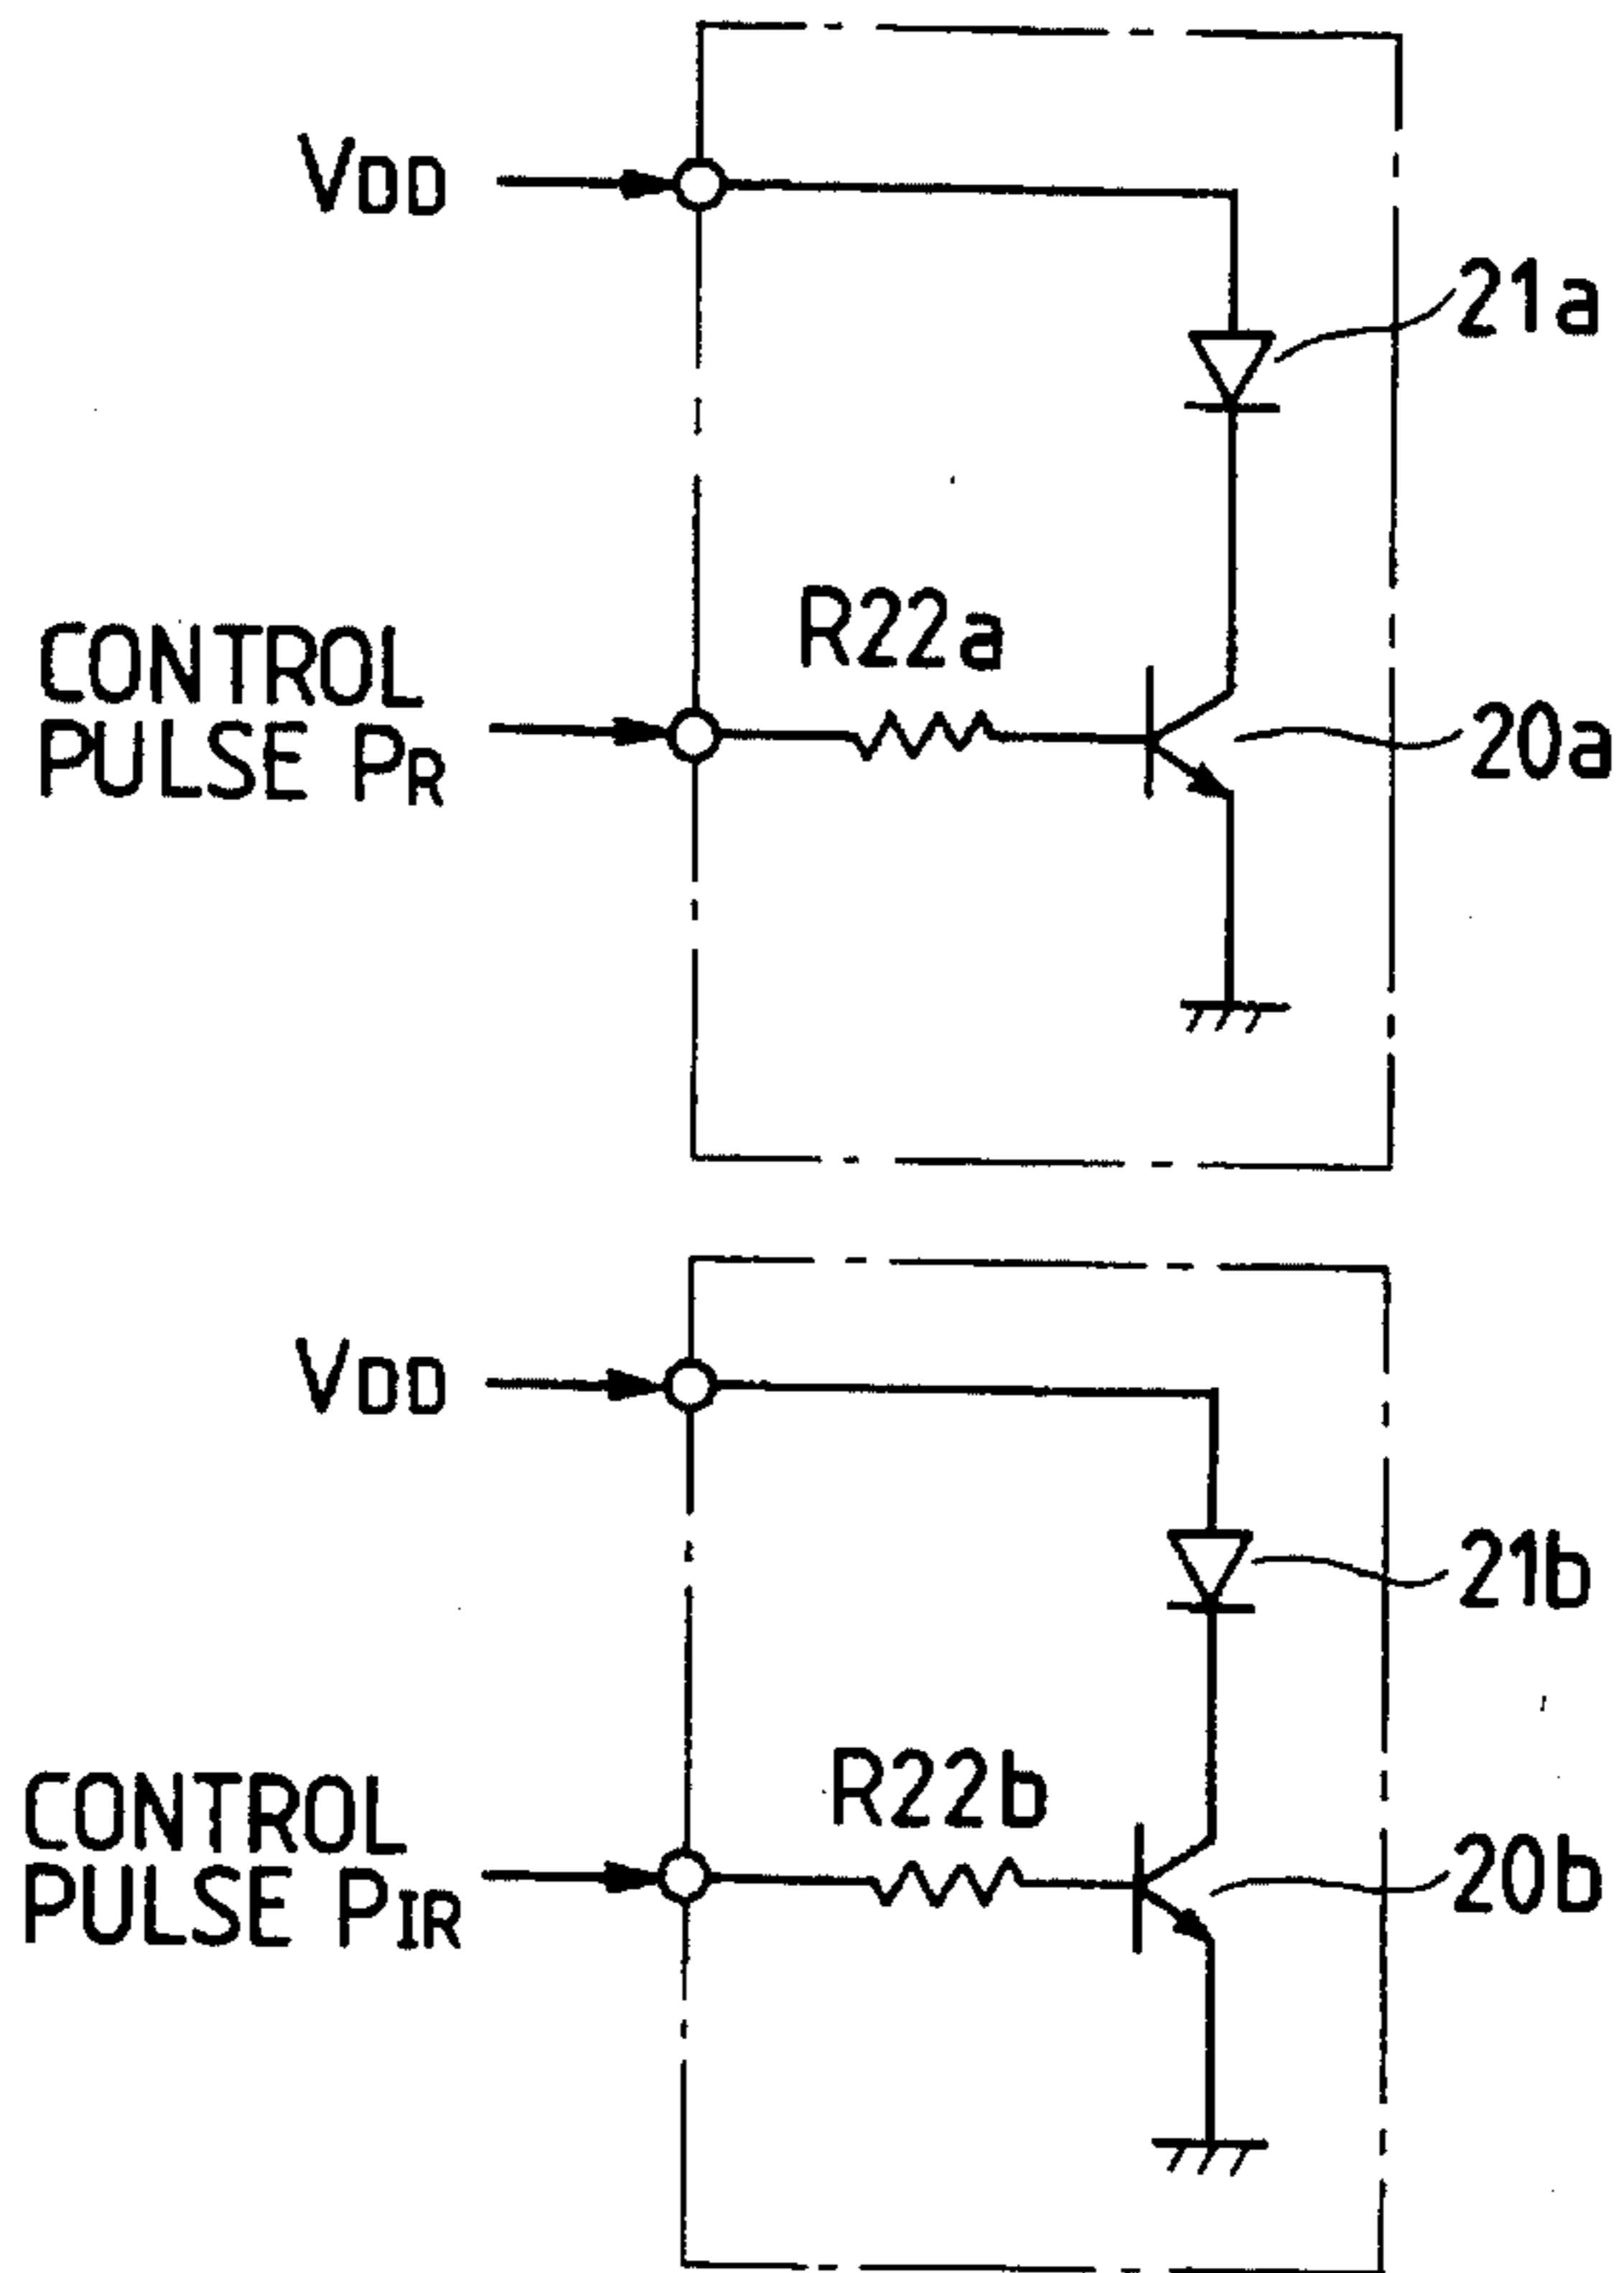 VDD
21a
R22a
CONTROL
PULSE PR
20a
VDD
21b
R22b
CONTROL
PULSE PIR
20b